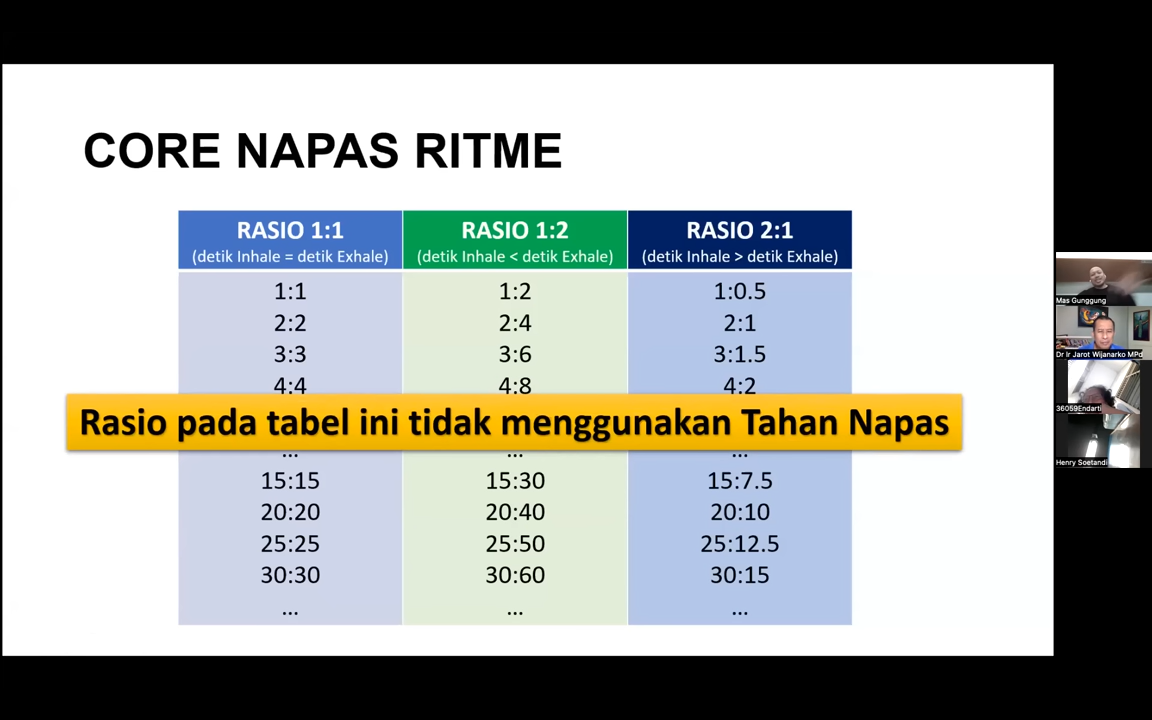 CORE NAPAS RITME
RASIO 1:1 RASIO 1:2 RASIO 2:1
(detik Inhale = detik Exhale) (detik Inhale < detik Exhale) (detik Inhale > detik Exhale)
1:1 1:2 1:0.5
2:2 2:4 2:1
3:3 3:6 3:1.5
4:4 4:8 4:2
Rasio pada tabel ini tidak menggunakan Tahan Napas
... ... ...
15:15 15:30 15:7.5
20:20 20:40 20:10
25:25 25:50 25:12.5
30:30 30:60 30:15
... ... ...
Mas Gunggung
Dr Ir Jarot Wijanarko MPd
36059Endarti
Henry Soetandi